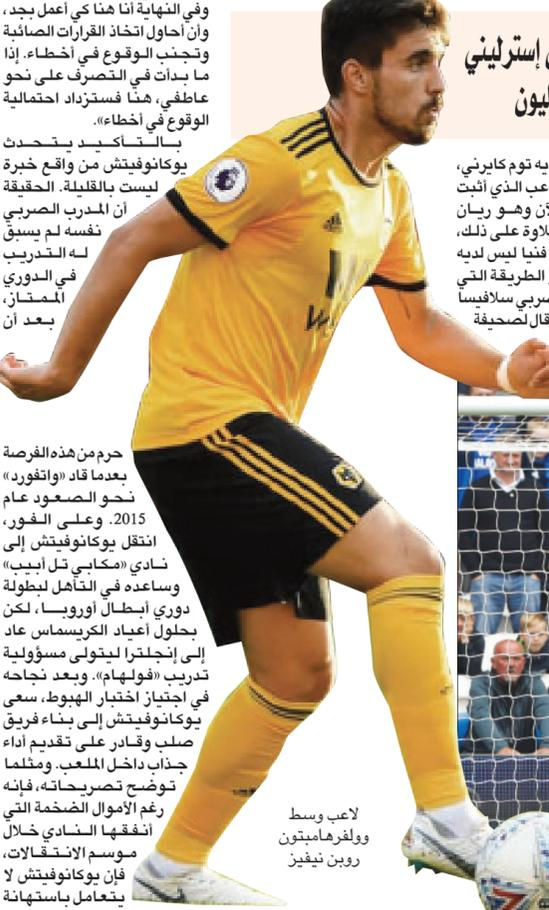 إسترليني
ليون
يه توم كايرني،
عب الذي أثبت
آن وهو ريان
لاوة على ذلك،
فنيا ليس لديه
الطريقة التي
صربي سلافيسا
قال لصحيفة
وفي النهاية أنا هنا كي أعمل بجد،
وأن أحاول اتخاذ القرارات الصائبة
وتجنب الوقوع في أخطاء. إذا
ما بدأت في التصرف على نحو
عاطفي، هنا فستزداد احتمالية
الوقوع في أخطاء».
بالتأكيد يتحدث
يوكانوفيتش من واقع خبرة
ليست بالقليلة. الحقيقة
أن المدرب الصربي
نفسه لم يسبق
له التدريب
في الدوري
الممتاز،
بعد أن
حرم من هذه الفرصة
بعدما قاد «واتفورد»
نحو الصعود عام
2015. وعلى الفور،
انتقل يوكانوفيتش إلى
نادي «مكابي تل أبيب»
وساعده في التأهل لبطولة
دوري أبطال أوروبا، لكن
بحلول أعياد الكريسماس عاد
إلى إنجلترا ليتولى مسؤولية
تدريب «فولهام». وبعد نجاحه
في اجتياز اختبار الهبوط، سعى
يوكانوفيتش إلى بناء فريق
صلب وقادر على تقديم أداء
جذاب داخل الملعب. ومثلما
توضح تصريحاته، فإنه
رغم الأموال الضخمة التي
أنفقها النادي خلال
موسم الانتقالات،
فإن يوكانوفيتش لا
يتعامل باستهانة
لاعب وسط
وولفرهامبتون
روبن نيفيز